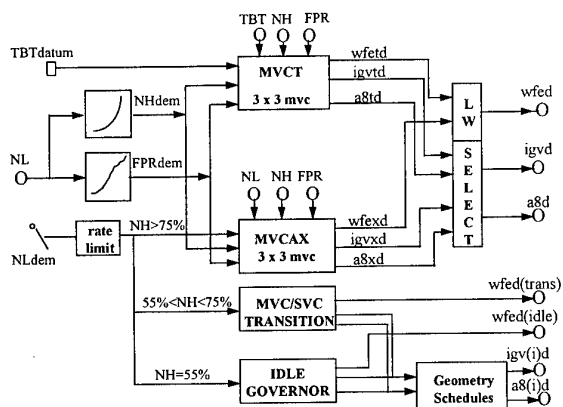 TBT NH FPR
TBTdatum
MVCT
3 x 3 mvc
wfetd
igvtd
a8td
NHdem
FPRdem
NL
L
W
S
E
L
E
C
T
wfed
igvd
a8d
NL NH FPR
MVCAX
3 x 3 mvc
wfexd
igvxd
a8xd
NLdem
rate
limit
NH>75%
55%<NH<75%
MVC/SVC
TRANSITION
wfed(trans)
wfed(idle)
NH=55%
IDLE
GOVERNOR
Geometry
Schedules
igv(i)d
a8(i)d